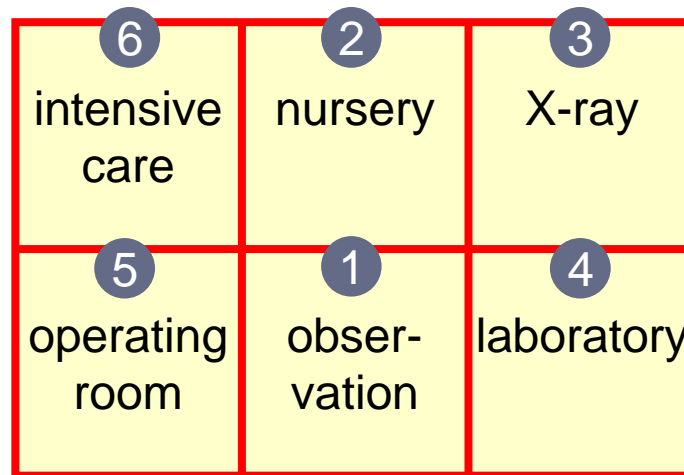 6 2 3
intensive care nursery X-ray
5 1 4
operating room obser-vation laboratory